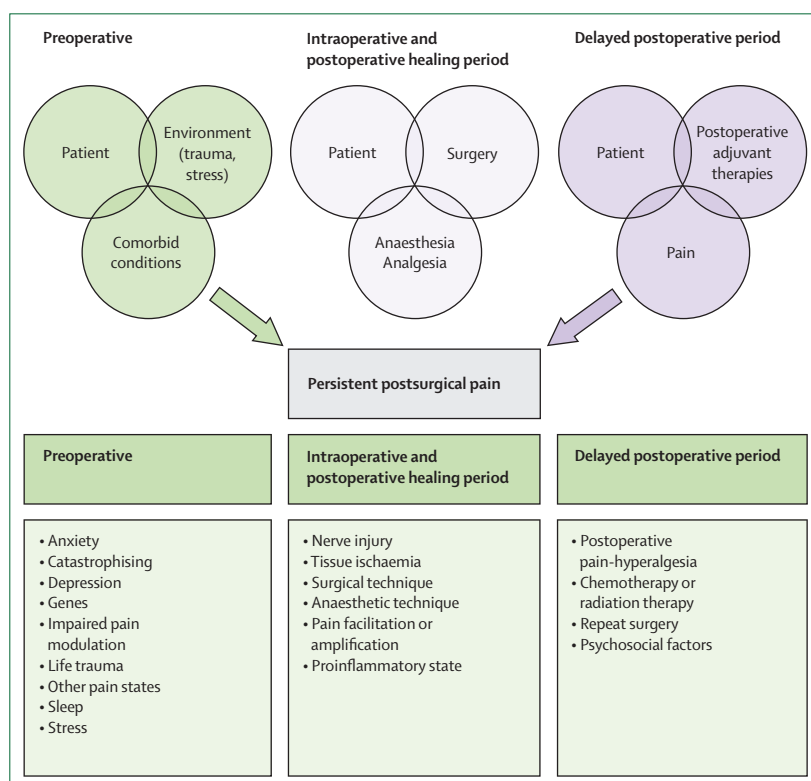 Preoperative
Intraoperative and
postoperative healing period
Delayed postoperative period
Patient
Environment
(trauma,
stress)
Comorbid
conditions
Patient
Surgery
Anaesthesia
Analgesia
Patient
Postoperative
adjuvant
therapies
Pain
Persistent postsurgical pain
Preoperative
Intraoperative and
postoperative healing period
Delayed postoperative period
• Anxiety
• Catastrophising
• Depression
• Genes
• Impaired pain
modulation
• Life trauma
• Other pain states
• Sleep
• Stress
• Nerve injury
• Tissue ischaemia
• Surgical technique
• Anaesthetic technique
• Pain facilitation or
amplification
• Proinflammatory state
• Postoperative
pain-hyperalgesia
• Chemotherapy or
radiation therapy
• Repeat surgery
• Psychosocial factors